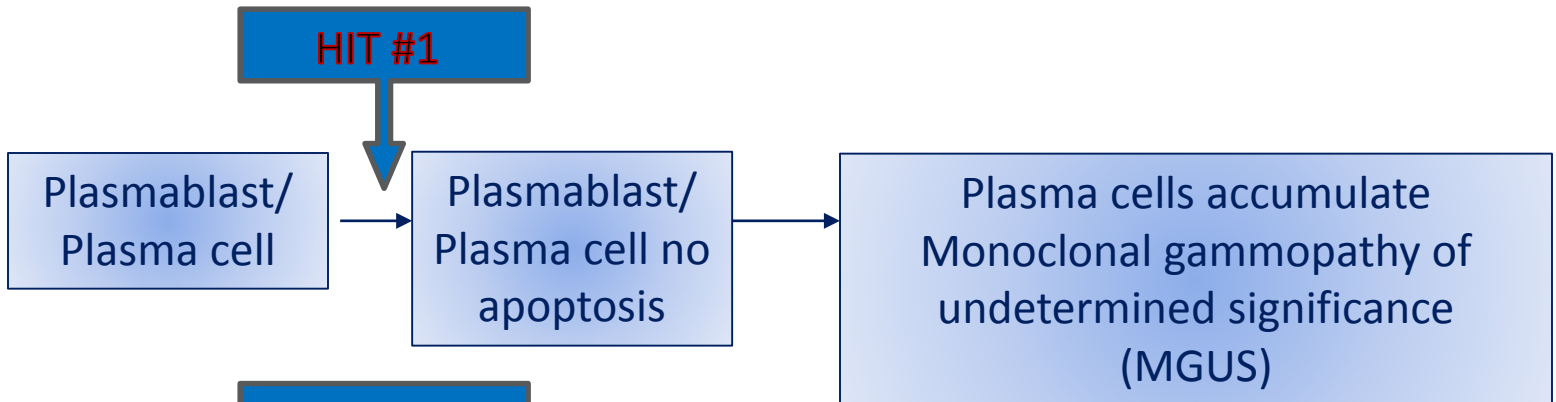 HIT #1
Plasmablast/
Plasma cell
Plasmablast/
Plasma cell no
apoptosis
Plasma cells accumulate
Monoclonal gammopathy of
undetermined significance
(MGUS)